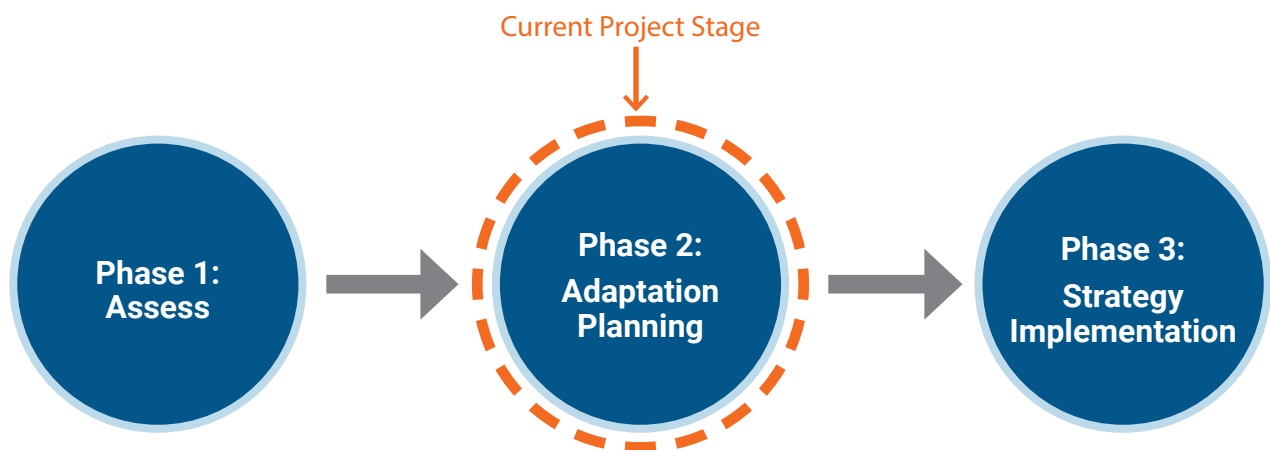 Current Project Stage
Phase 1:
Assess
Phase 2:
Adaptation
Planning
Phase 3:
Strategy
Implementation